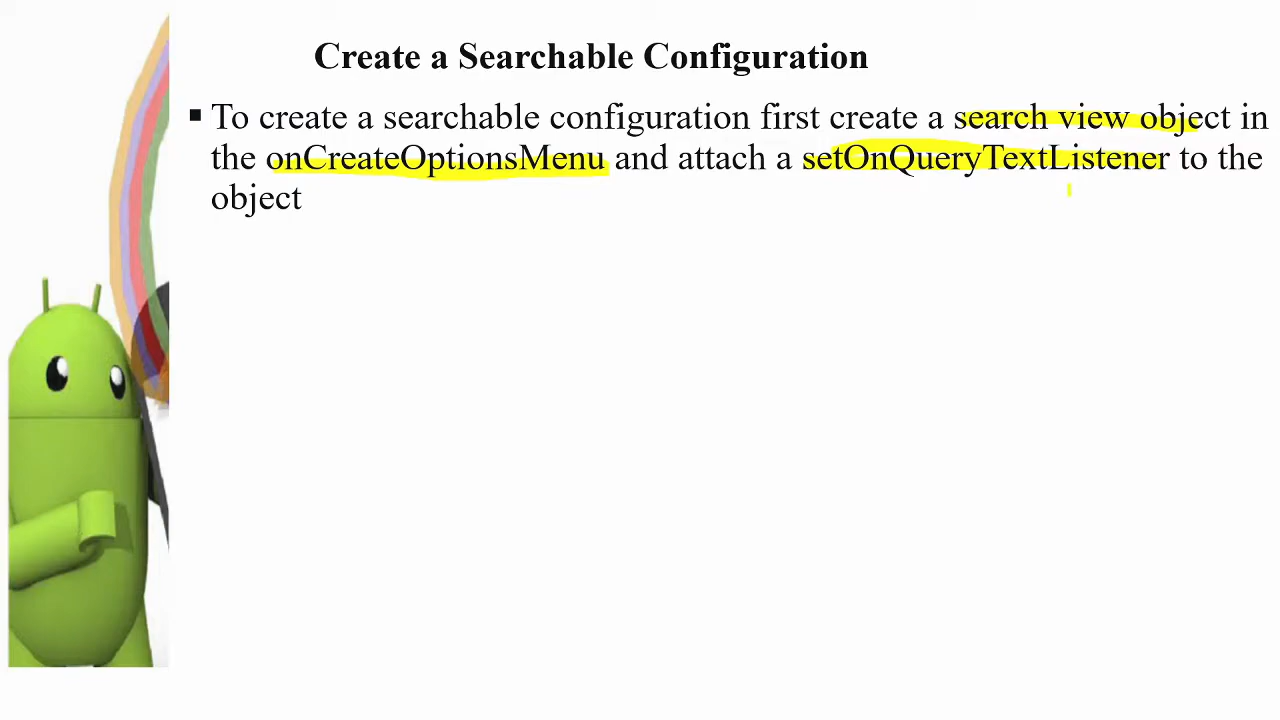 Create a Searchable Configuration
▪ To create a searchable configuration first create a search view object in
the onCreateOptionsMenu and attach a setOnQueryTextListener to the
object